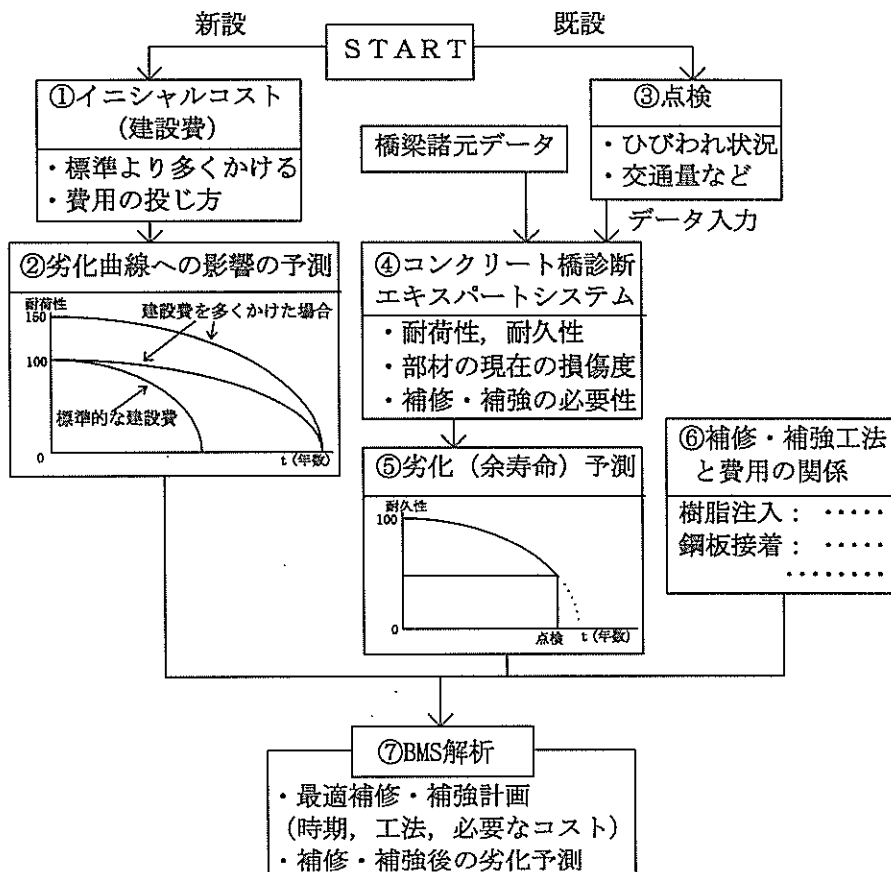 新設
START
既設
①イニシャルコスト
(建設費)
・標準より多くかける
・費用の投じ方
③点検
・ひびわれ状況
・交通量など
橋梁諸元データ
データ入力
②劣化曲線への影響の予測
耐荷性
150
建設費を多くかけた場合
100
標準的な建設費
0
t(年数)
④コンクリート橋診断
エキスパートシステム
・耐荷性,耐久性
・部材の現在の損傷度
・補修・補強の必要性
⑤劣化(余寿命)予測
耐久性
100
0
点検
t(年数)
⑥補修・補強工法
と費用の関係
樹脂注入: ・・・・・
鋼板接着: ・・・・・
・・・・・・・・
⑦BMS解析
・最適補修・補強計画
(時期,工法,必要なコスト)
・補修・補強後の劣化予測